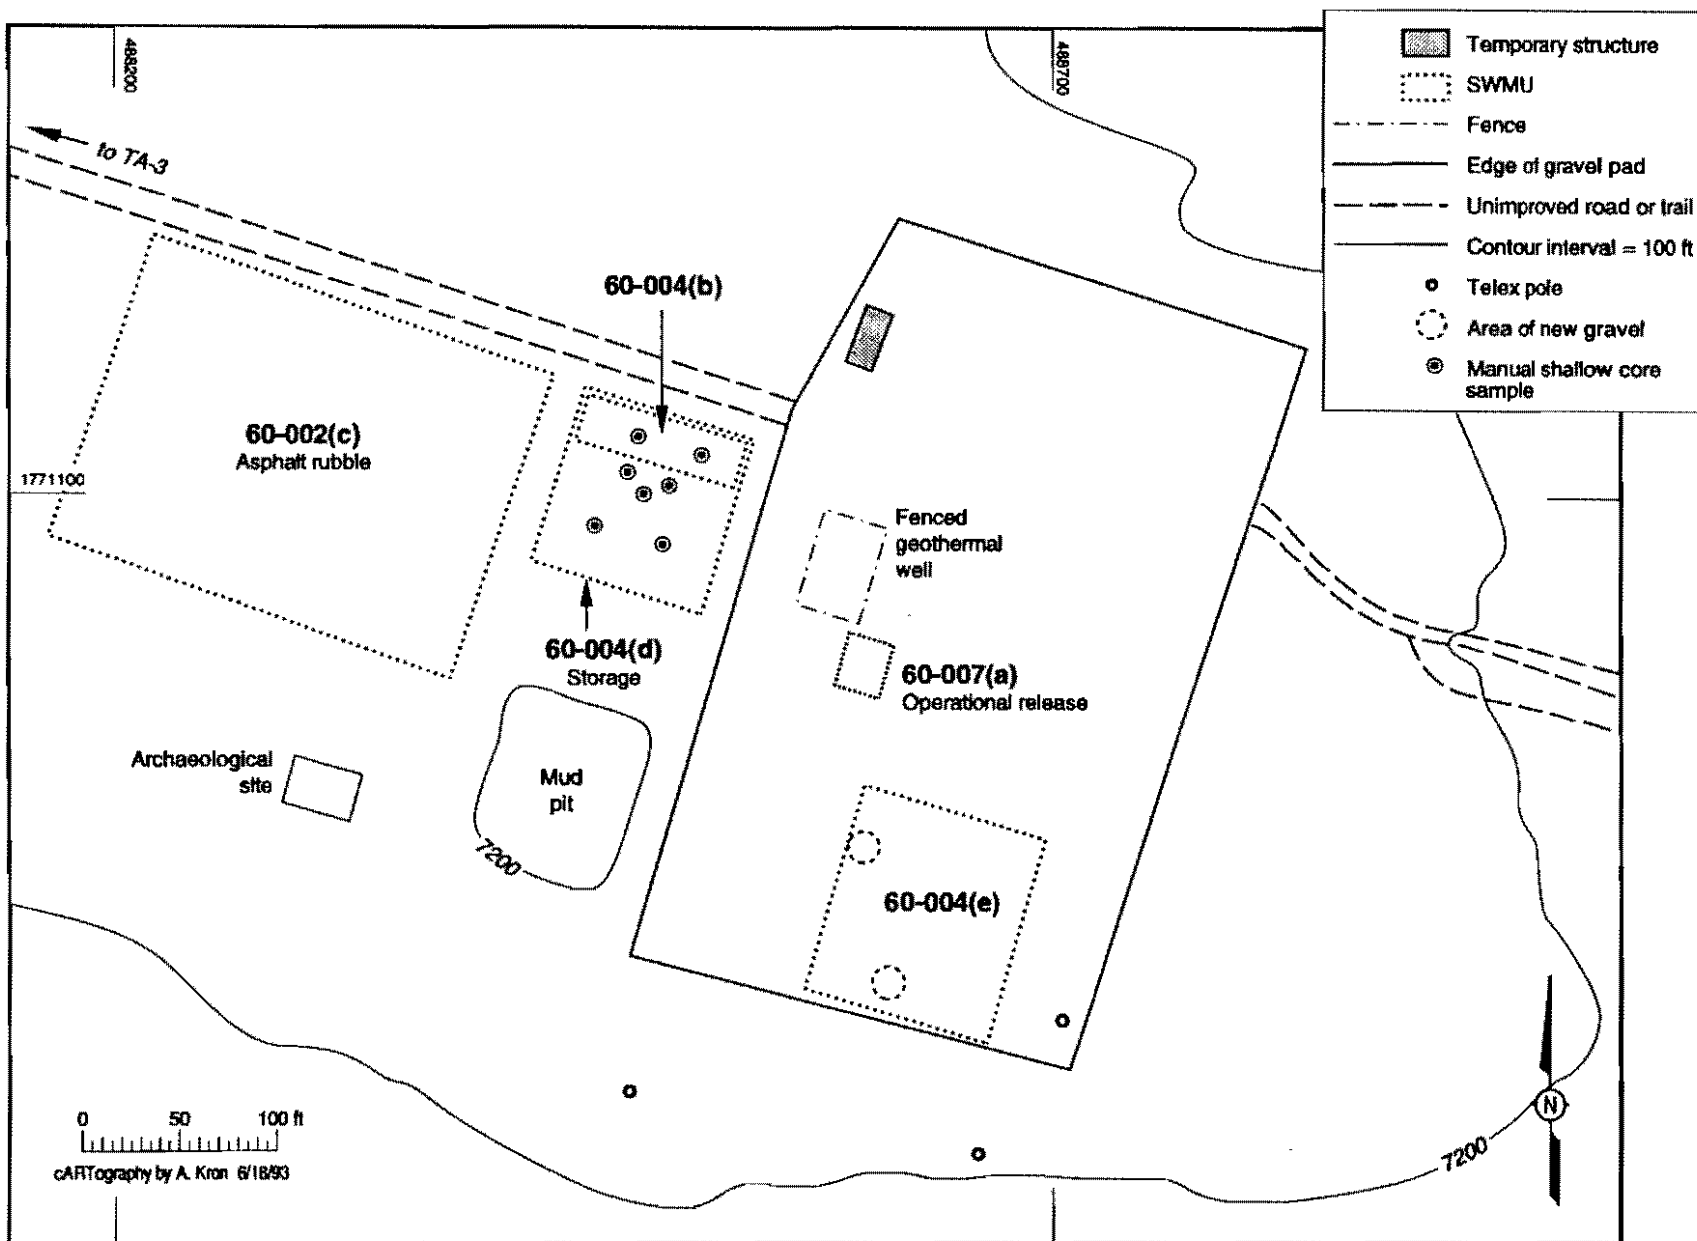 488200
488700
Temporary structure
SWMU
Fence
Edge of gravel pad
Unimproved road or trail
Contour interval = 100 ft
Telex pole
Area of new gravel
Manual shallow core
sample
to TA-3
60-004(b)
60-002(c)
Asphalt rubble
1771100
Fenced
geothermal
well
60-004(d)
Storage
60-007(a)
Operational release
Archaeological
site
Mud
pit
7200
60-004(e)
0 50 100 ft
cARTography by A. Kron 6/18/93
7200
N